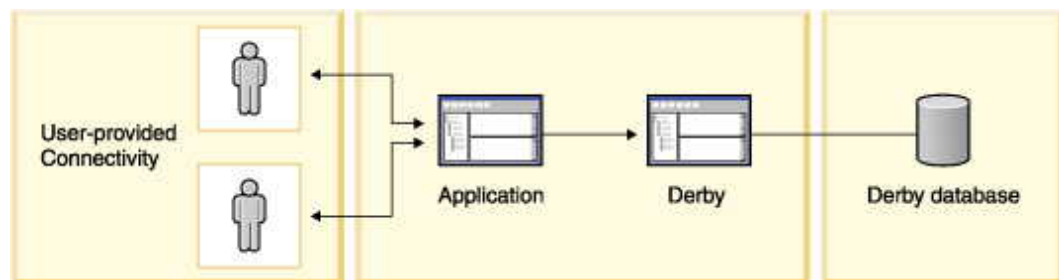 User-provided
Connectivity
Application
Derby
Derby database